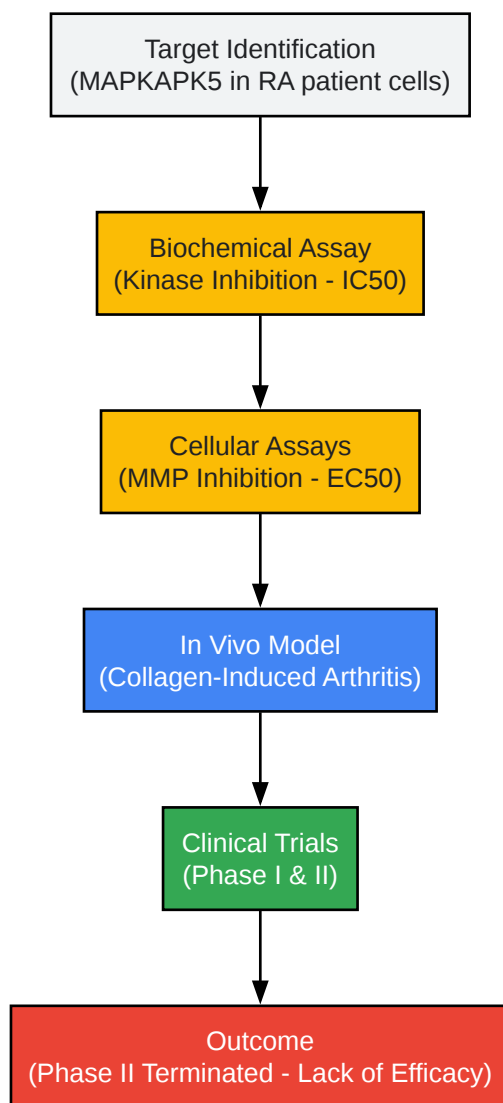 Target Identification
(MAPKAPK5 in RA patient cells)
Biochemical Assay
(Kinase Inhibition - IC50)
Cellular Assays
(MMP Inhibition - EC50)
In Vivo Model
(Collagen-Induced Arthritis)
Clinical Trials
(Phase I & II)
Outcome
(Phase II Terminated - Lack of Efficacy)